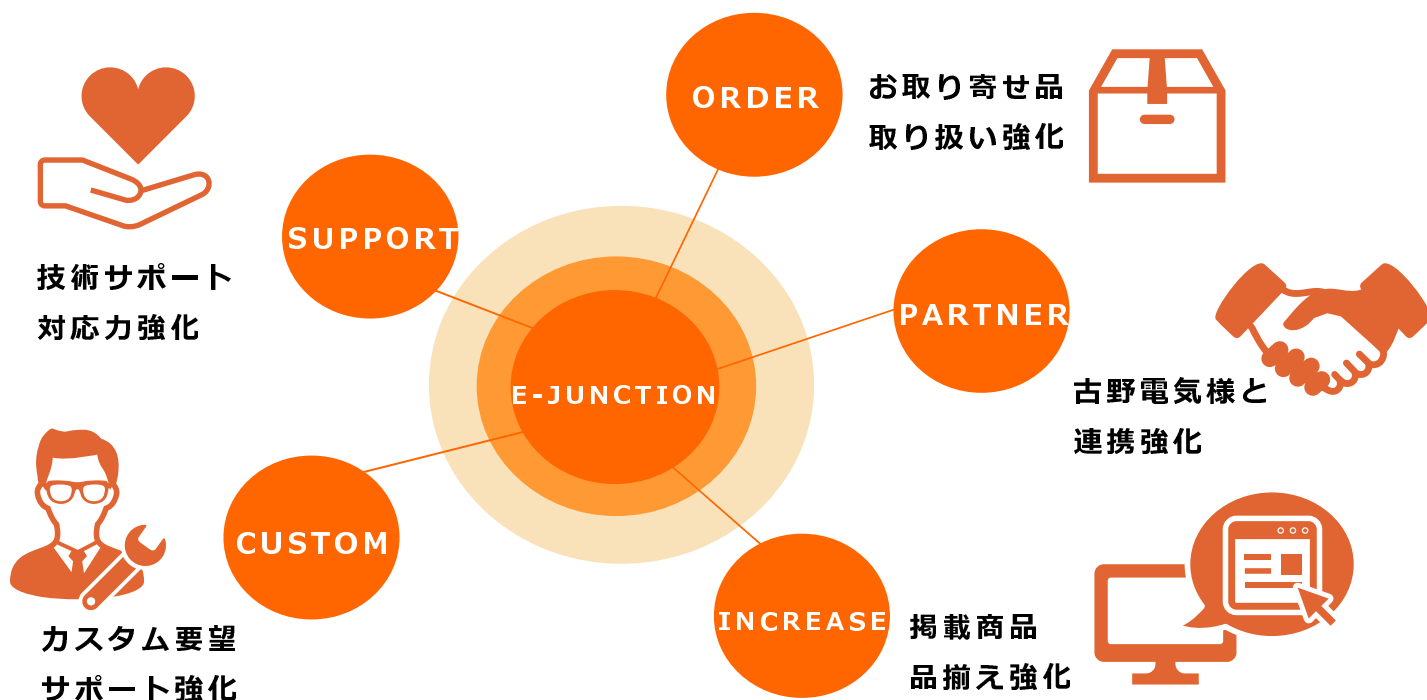 ORDER
お取り寄せ品
取り扱い強化
SUPPORT
技術サポート
対応力強化
PARTNER
古野電気様と
連携強化
E-JUNCTION
CUSTOM
カスタム要望
サポート強化
INCREASE
掲載商品
品揃え強化